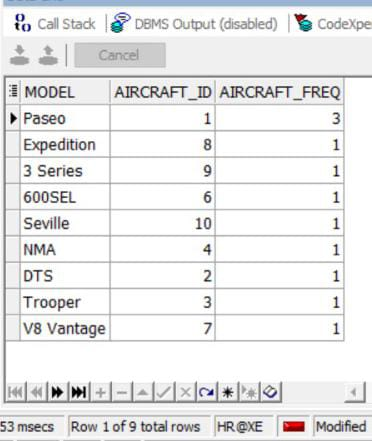 Call Stack DBMS Output (disabled) CodeXpe
Cancel
MODEL AIRCRAFT_ID AIRCRAFT_FREQ
Paseo 1 3
Expedition 8 1
3 Series 9 1
600SEL 6 1
Seville 10 1
NMA 4 1
DTS 2 1
Trooper 3 1
V8 Vantage 7 1
53 msecs Row 1 of 9 total rows HR@XE Modified